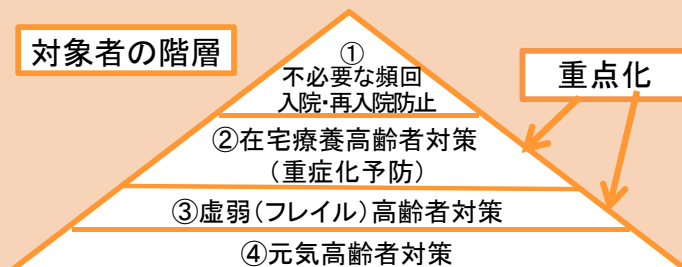 対象者の階層
①
不必要な頻回
入院・再入院防止
重点化
②在宅療養高齢者対策
（重症化予防）
③虚弱（フレイル）高齢者対策
④元気高齢者対策